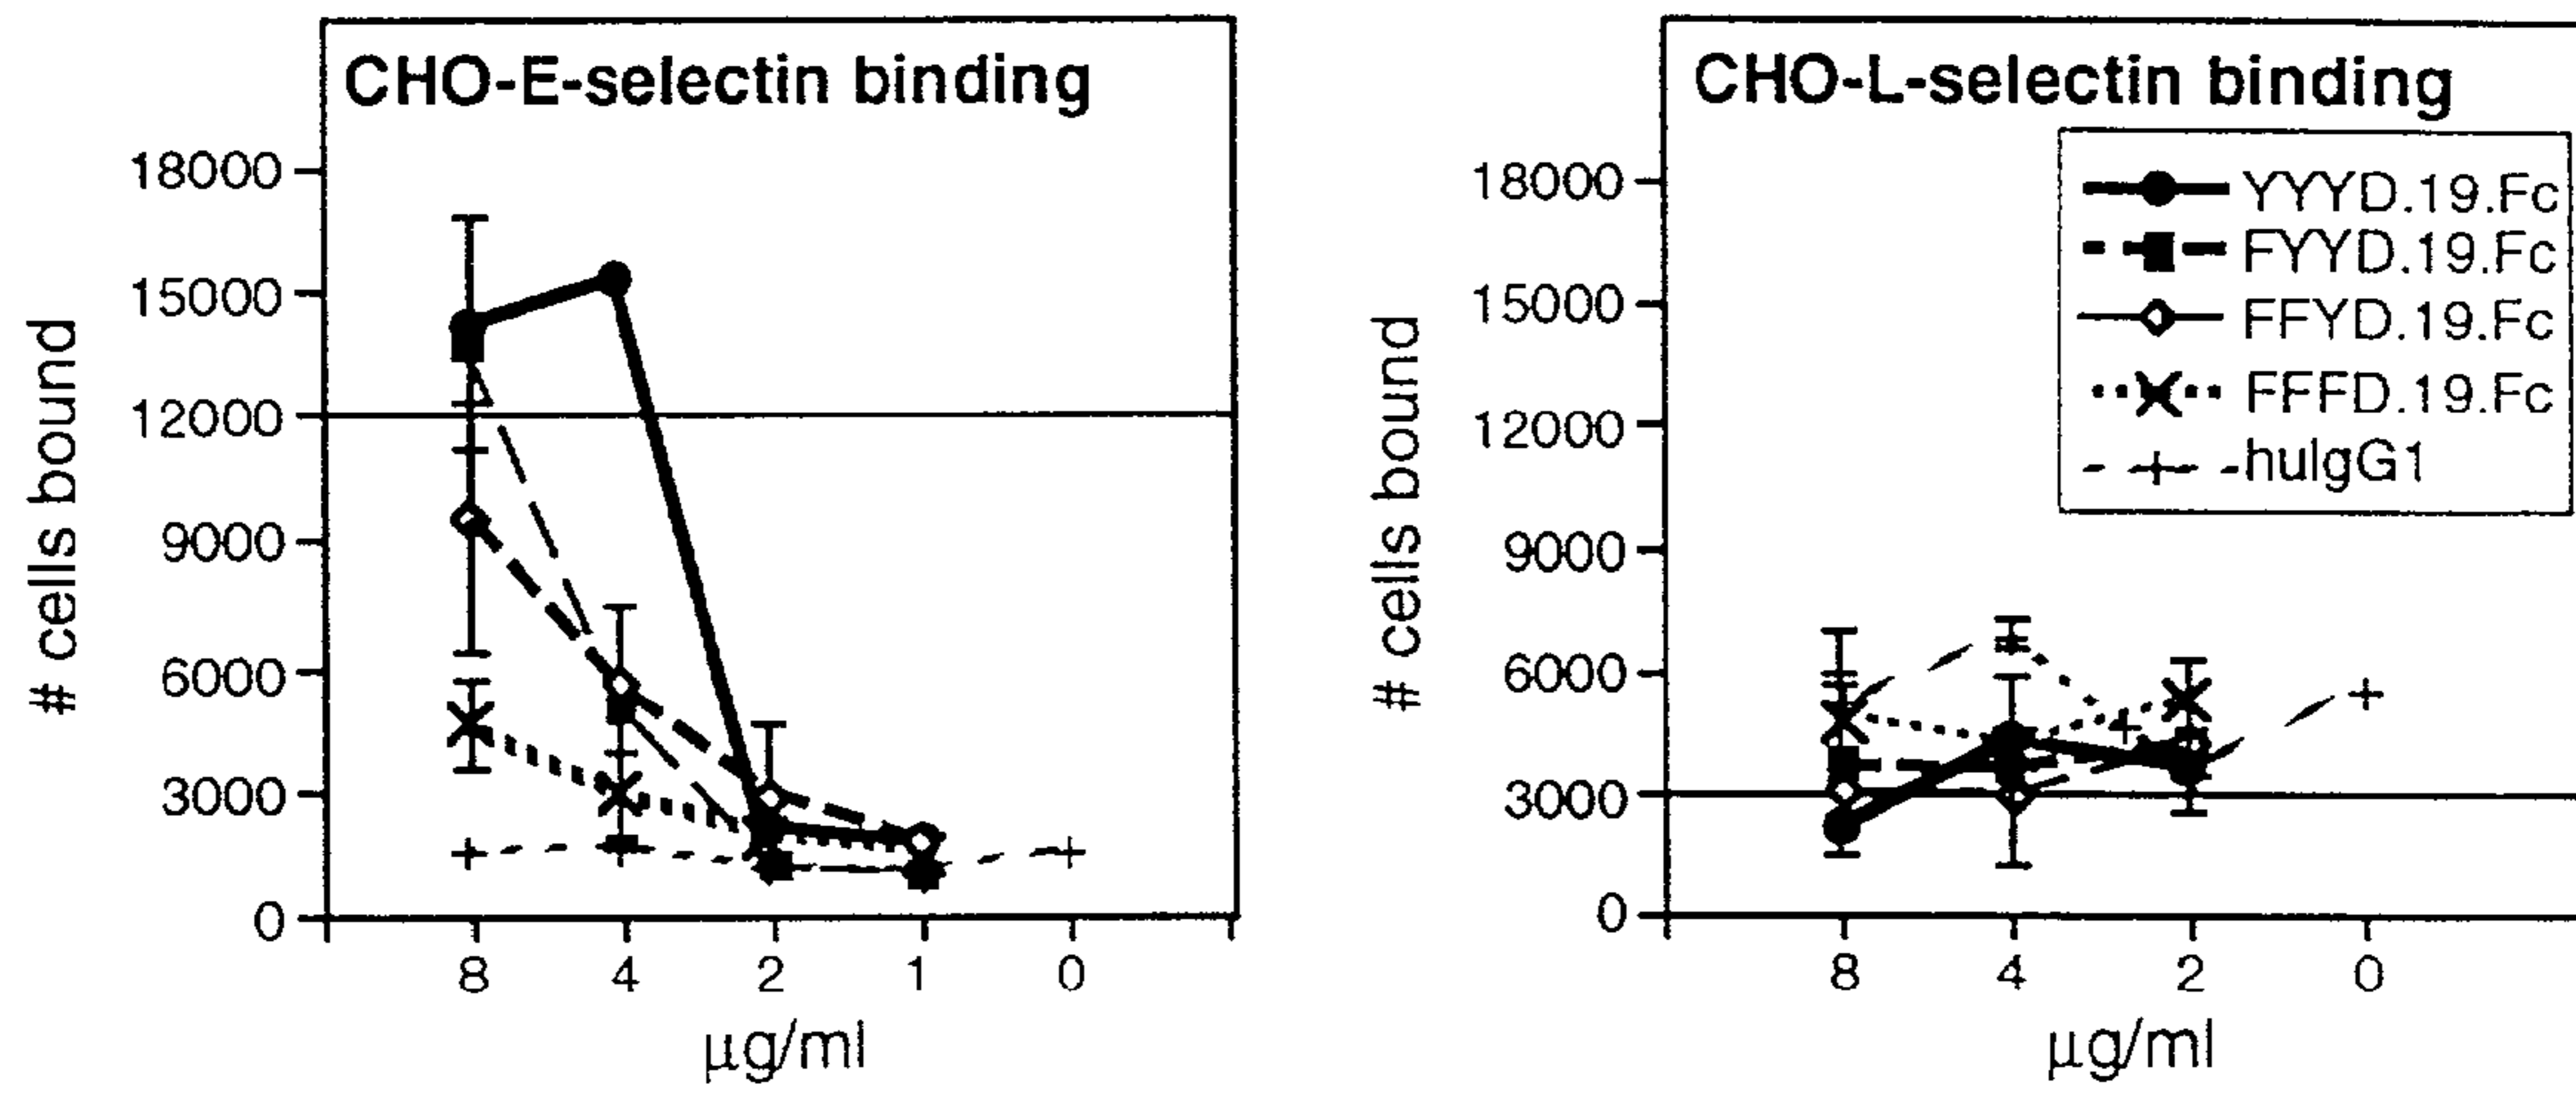 CHO-E-selectin binding
# cells bound
18000
15000
12000
9000
6000
3000
0
8 4 2 1 0
µg/ml
CHO-L-selectin binding
# cells bound
18000
15000
12000
9000
6000
3000
0
8 4 2 0
µg/ml
YYYD.19.Fc
FYYD.19.Fc
FFYD.19.Fc
FFFD.19.Fc
huIgG1